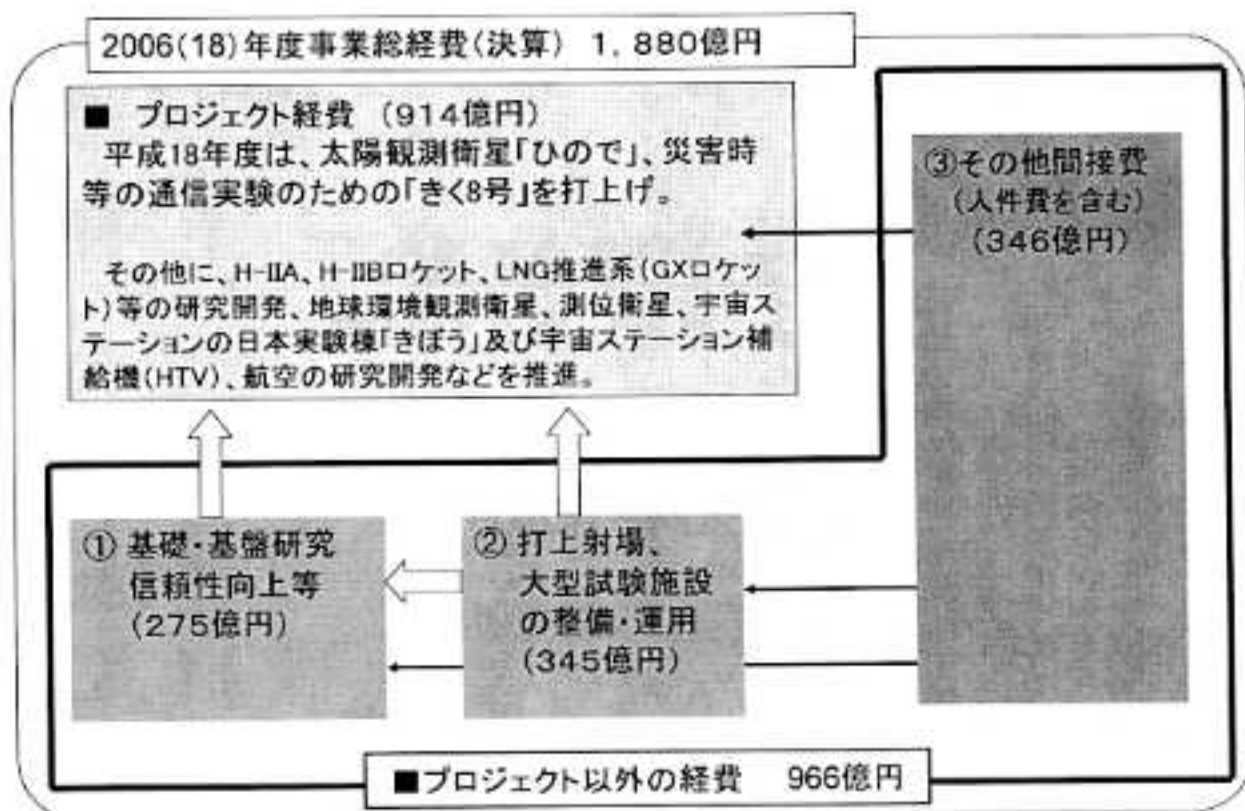 2006(18)年度事業総経費(決算) 1,880億円
■ プロジェクト経費 (914億円)
平成18年度は、太陽観測衛星「ひので」、災害時
等の通信実験のための「きく8号」を打上げ。
その他に、H-IIA、H-IIBロケット、LNG推進系(GXロケッ
ト)等の研究開発、地球環境観測衛星、測位衛星、宇宙ス
テーションの日本実験棟「きぼう」及び宇宙ステーション補
給機(HTV)、航空の研究開発などを推進。
③その他間接費
(人件費を含む)
(346億円)
① 基礎・基盤研究
信頼性向上等
(275億円)
② 打上射場、
大型試験施設
の整備・運用
(345億円)
■プロジェクト以外の経費 966億円